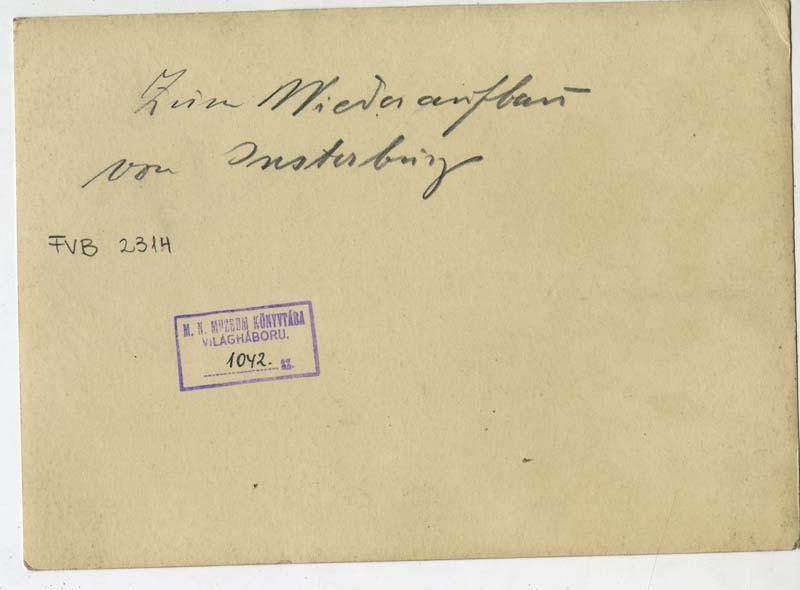 Zum Wiederaufbau
von Insterburg
FVB 2314
M. N. MUZEUM KÖNYVTÁRA
VILÁGHÁBORU.
1042. sz.